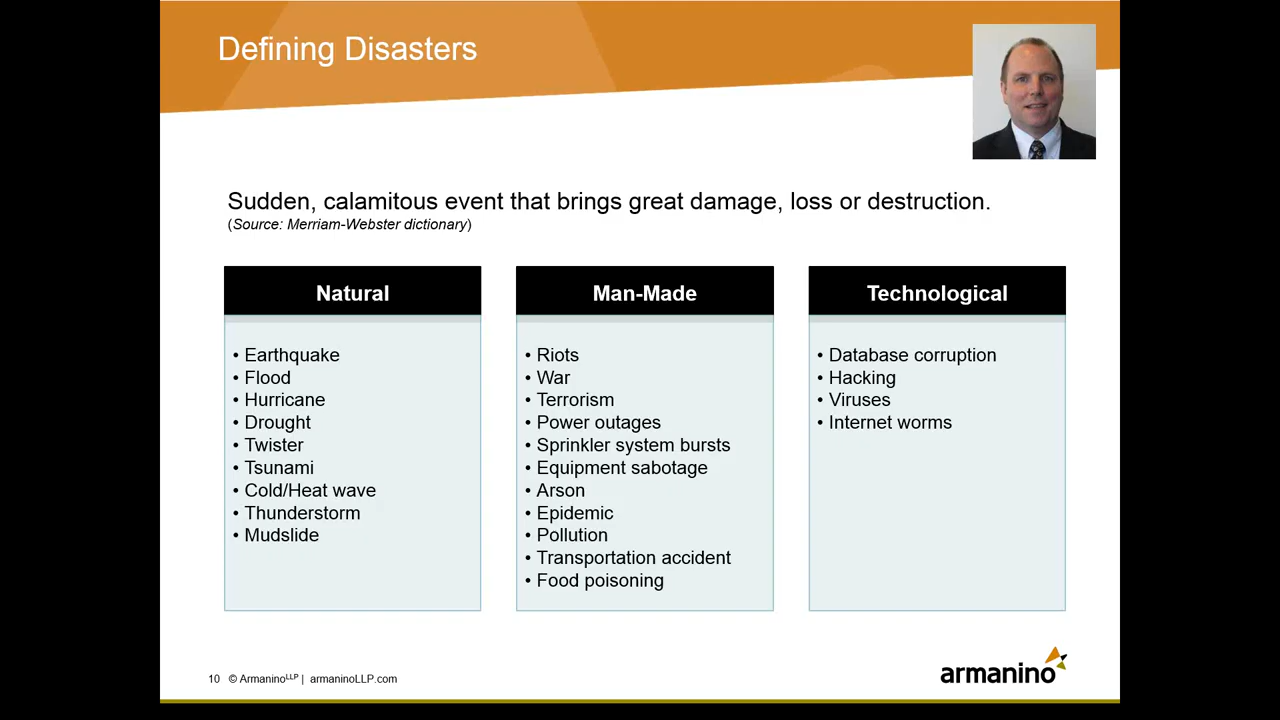 Defining Disasters
Sudden, calamitous event that brings great damage, loss or destruction.
(Source: Merriam-Webster dictionary)
Natural
• Earthquake
• Flood
• Hurricane
• Drought
• Twister
• Tsunami
• Cold/Heat wave
• Thunderstorm
• Mudslide
Man-Made
• Riots
• War
• Terrorism
• Power outages
• Sprinkler system bursts
• Equipment sabotage
• Arson
• Epidemic
• Pollution
• Transportation accident
• Food poisoning
Technological
• Database corruption
• Hacking
• Viruses
• Internet worms
10 © ArmaninoLLP | armaninoLLP.com
armanino